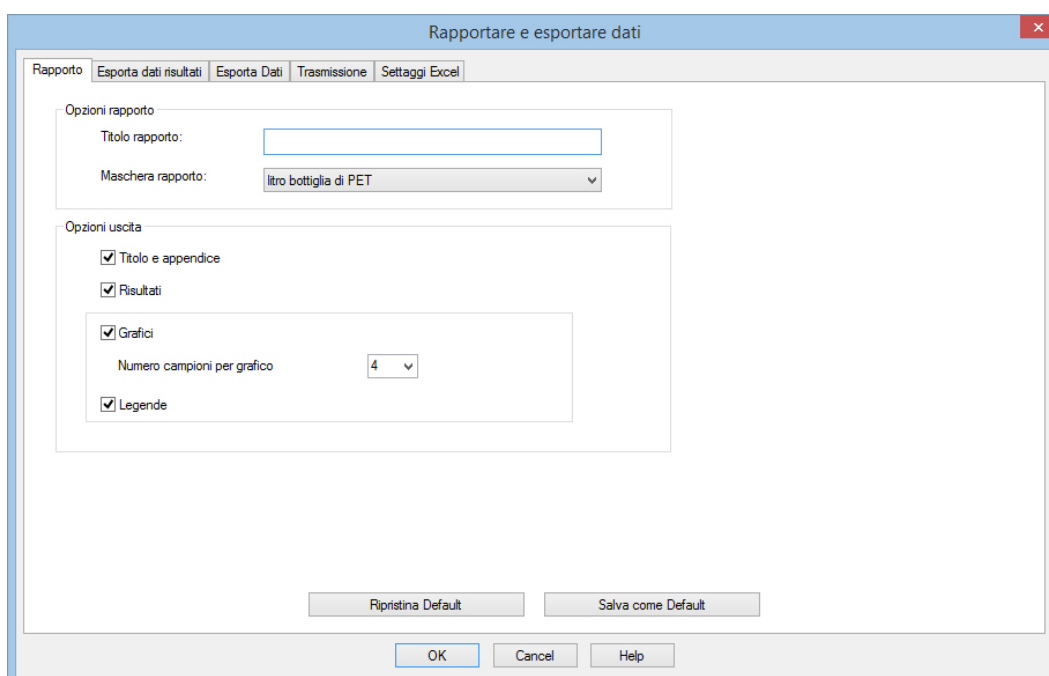 Rapportare e esportare dati
Rapporto Esporta dati risultati Esporta Dati Trasmissione Settaggi Excel
Opzioni rapporto
Titolo rapporto:
Maschera rapporto: litro bottiglia di PET
Opzioni uscita
Titolo e appendice
Risultati
Grafici
Numero campioni per grafico 4
Legende
Ripristina Default Salva come Default
OK Cancel Help